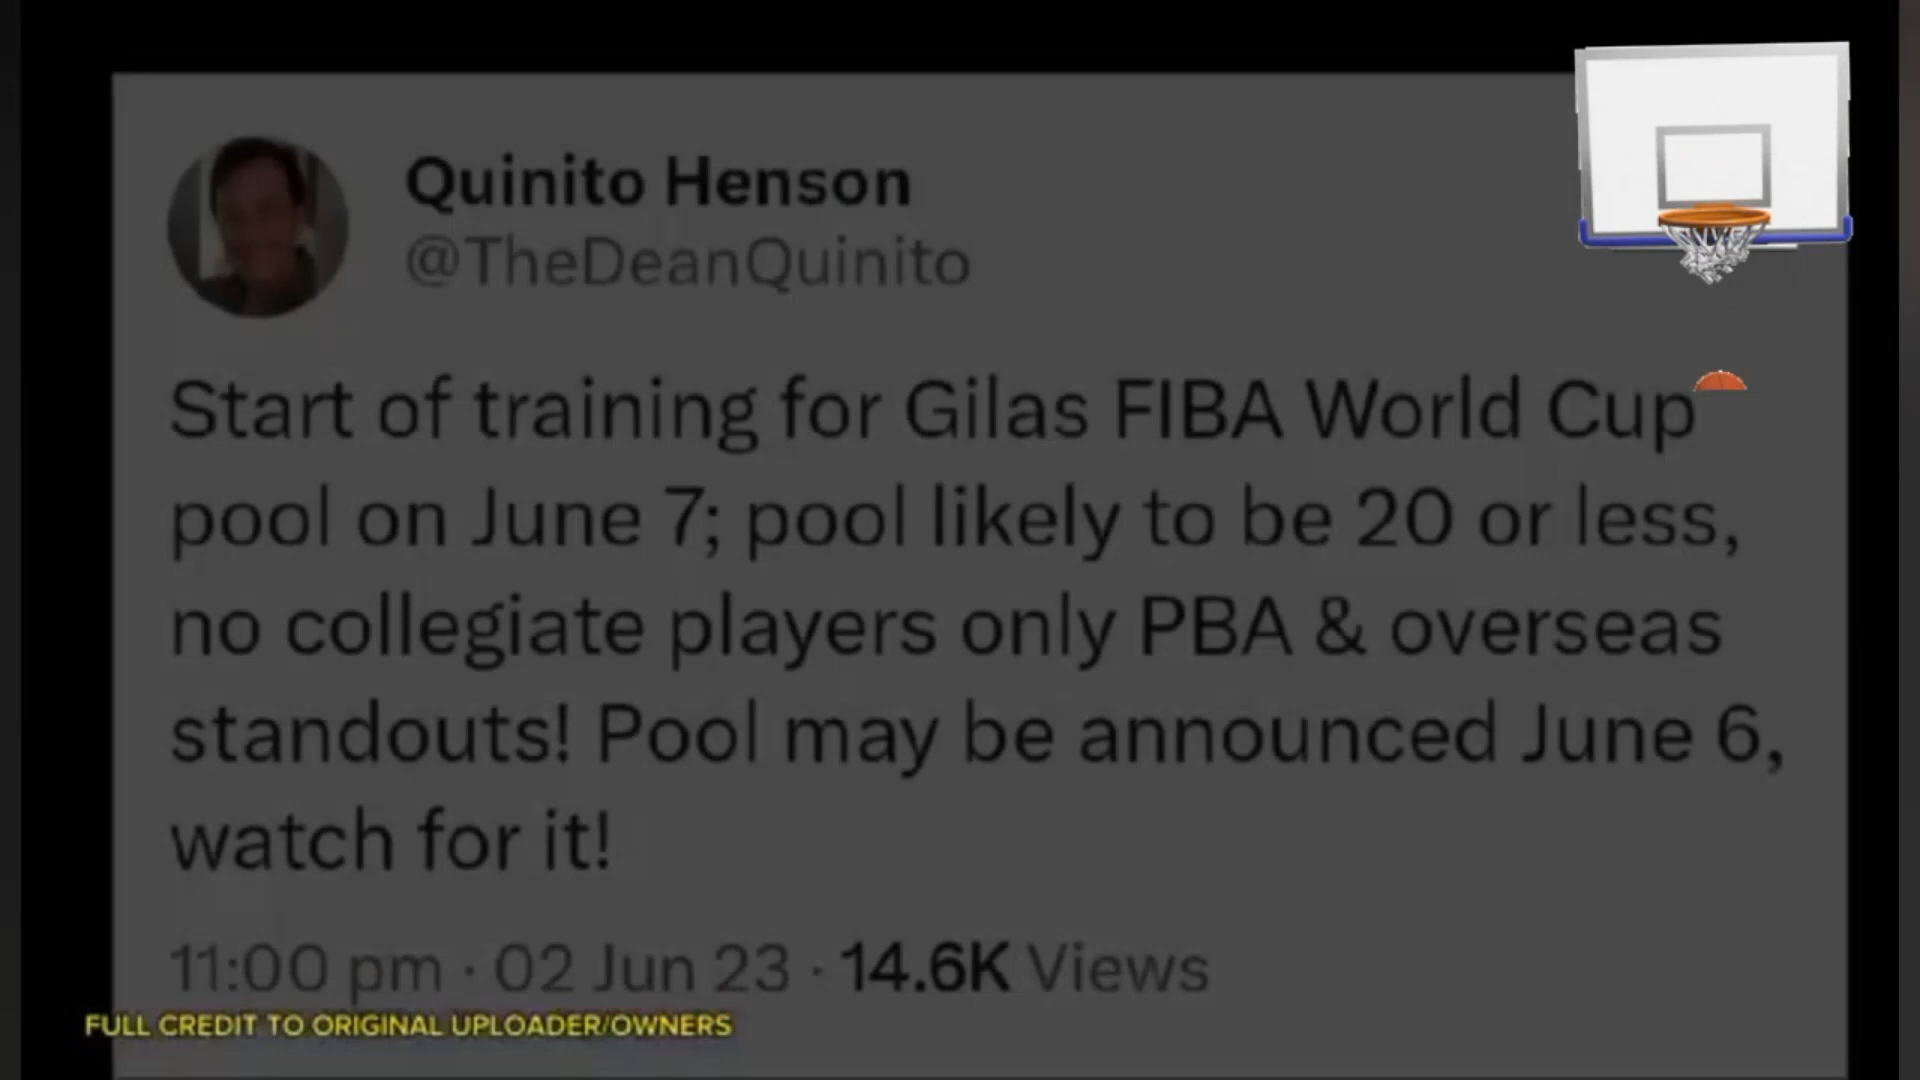 Quinito Henson
@TheDeanQuinito
Start of training for Gilas FIBA World Cup
pool on June 7; pool likely to be 20 or less,
no collegiate players only PBA & overseas
standouts! Pool may be announced June 6,
watch for it!
11:00 pm · 02 Jun 23 · 14.6K Views
FULL CREDIT TO ORIGINAL UPLOADER/OWNERS